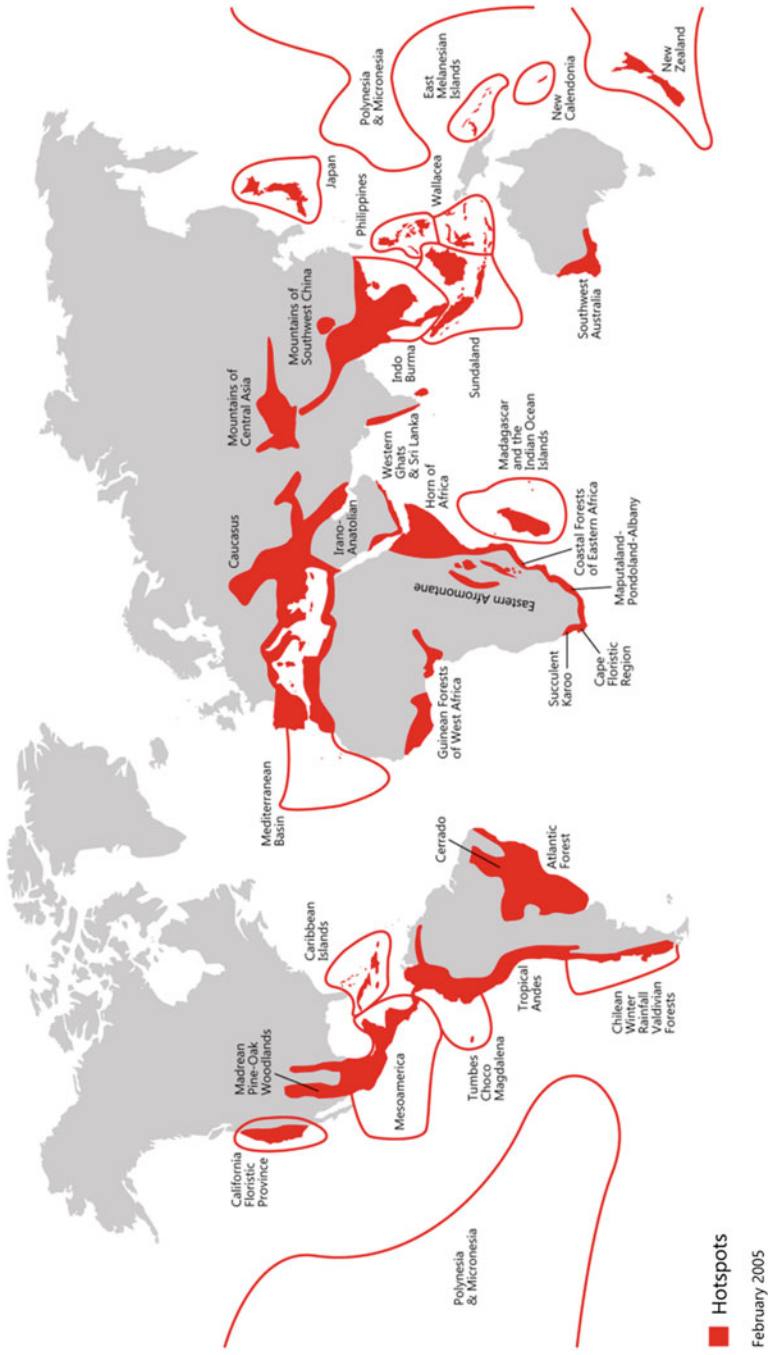 Polynesia
& Micronesia
California
Floristic
Province
Madrean
Pine-Oak
Woodlands
Mesoamerica
Caribbean
Islands
Tumbes
Choco
Magdalena
Tropical
Andes
Chilean
Winter
Rainfall
Valdivian
Forests
Cerrado
Atlantic
Forest
Mediterranean
Basin
Guinean Forests
of West Africa
Succulent
Karoo
Cape
Floristic
Region
Maputaland-
Pondoland-Albany
Coastal Forests
of Eastern Africa
Eastern Afromontane
Caucasus
Irano-
Anatolian
Horn of
Africa
Madagascar
and the
Indian Ocean
Islands
Western
Ghats
& Sri Lanka
Mountains of
Central Asia
Mountains of
Southwest China
Indo
Burma
Sundaland
Southwest
Australia
Philippines
Wallacea
Japan
Polynesia
& Micronesia
East
Melanesian
Islands
New
Calendonia
New
Zealand
Hotspots
February 2005